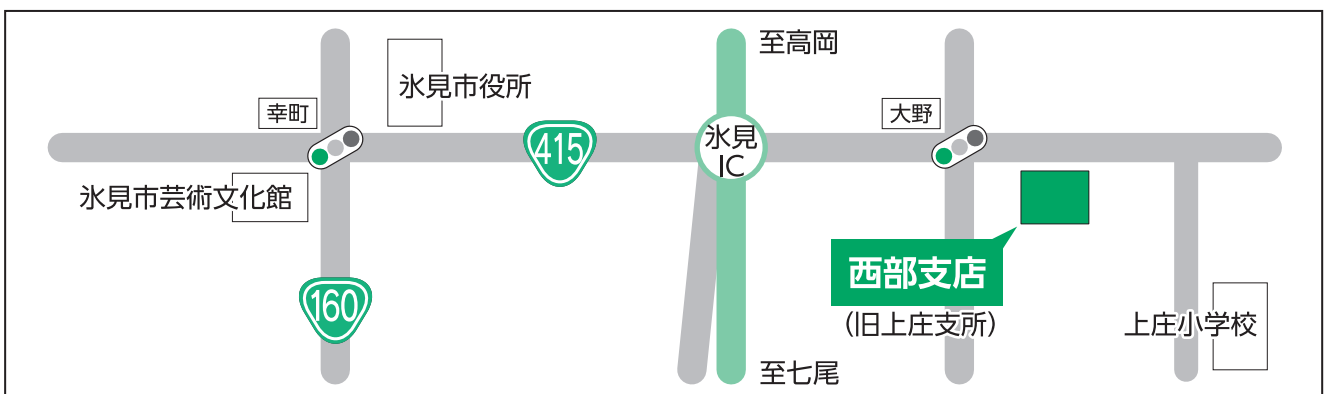 至高岡
氷見市役所
幸町
大野
415
氷見
IC
氷見市芸術文化館
西部支店
(旧上庄支所)
160
上庄小学校
至七尾